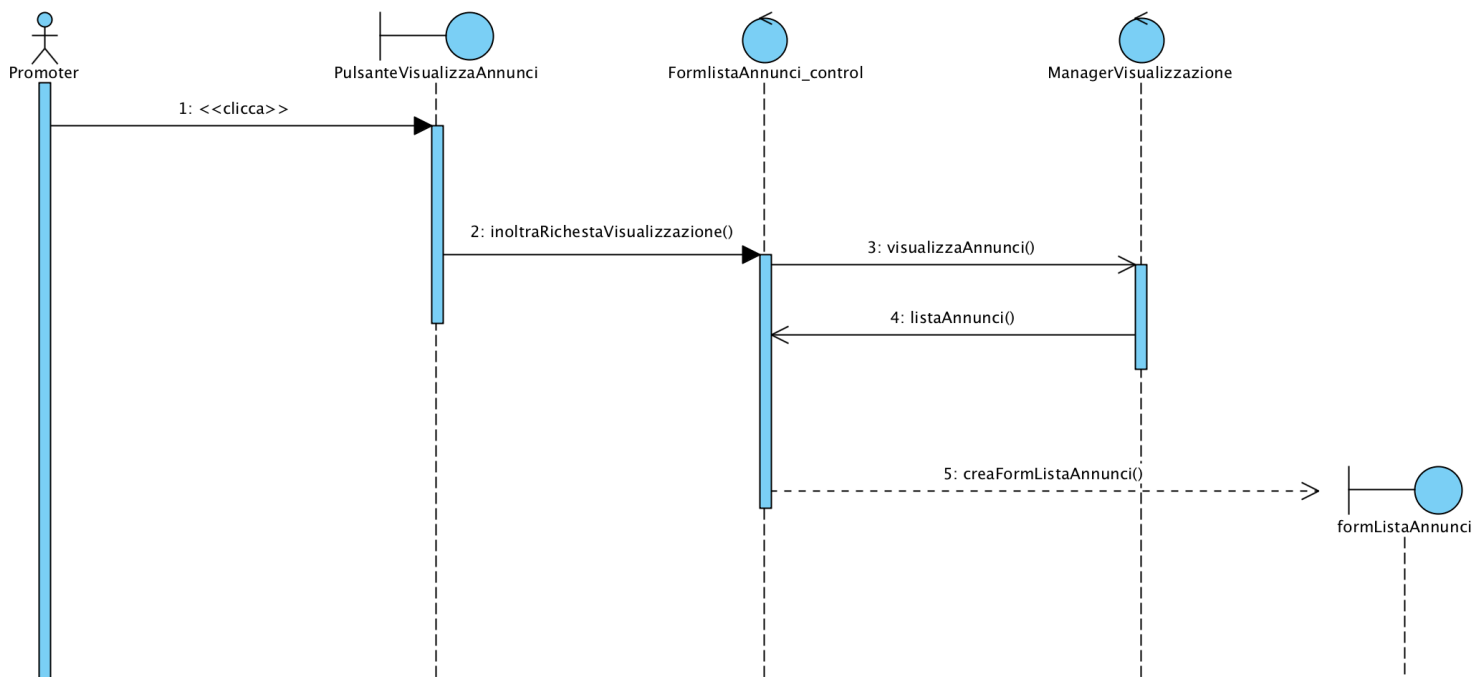 Promoter
PulsanteVisualizzaAnnunci
FormlistaAnnunci_control
ManagerVisualizzazione
1: <<clicca>>
2: inoltraRichestaVisualizzazione()
3: visualizzaAnnunci()
4: listaAnnunci()
5: creaFormListaAnnunci()
formListaAnnunci